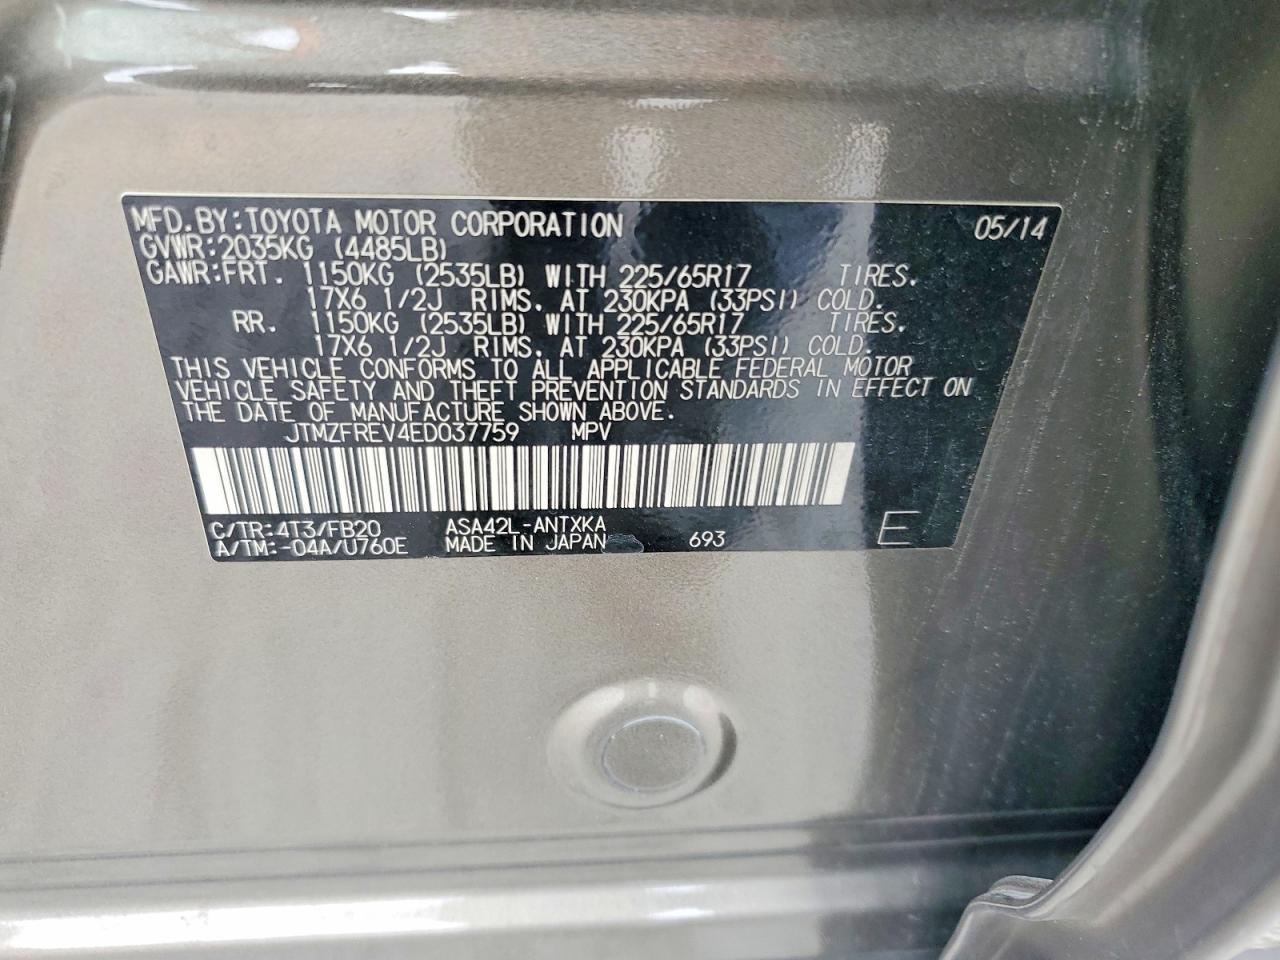 MFD.BY:TOYOTA MOTOR CORPORATION 05/14
GVWR:2035KG (4485LB)
GAWR:FRT. 1150KG (2535LB) WITH 225/65R17 TIRES.
17X6 1/2J RIMS. AT 230KPA (33PSI) COLD.
RR. 1150KG (2535LB) WITH 225/65R17 TIRES.
17X6 1/2J RIMS. AT 230KPA (33PSI) COLD.
THIS VEHICLE CONFORMS TO ALL APPLICABLE FEDERAL MOTOR
VEHICLE SAFETY AND THEFT PREVENTION STANDARDS IN EFFECT ON
THE DATE OF MANUFACTURE SHOWN ABOVE.
JTMZFREV4ED037759 MPV
C/TR:4T3/FB20 ASA42L-ANTXKA
A/TM:-04A/U760E MADE IN JAPAN 693 E